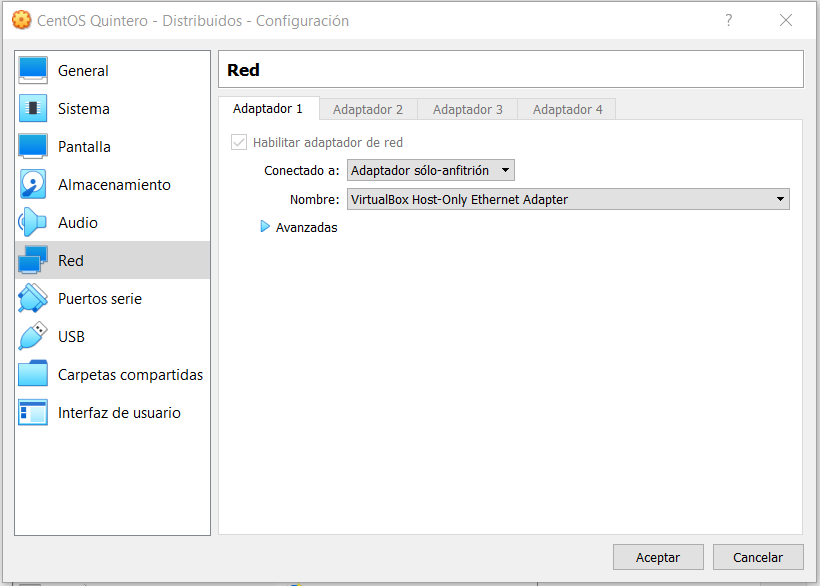 CentOS Quintero - Distribuidos - Configuración
?
General
Sistema
Pantalla
Almacenamiento
Audio
Red
Puertos serie
USB
Carpetas compartidas
Interfaz de usuario
Red
Adaptador 1 Adaptador 2 Adaptador 3 Adaptador 4
Habilitar adaptador de red
Conectado a: Adaptador sólo-anfitrión
Nombre: VirtualBox Host-Only Ethernet Adapter
Avanzadas
Aceptar Cancelar